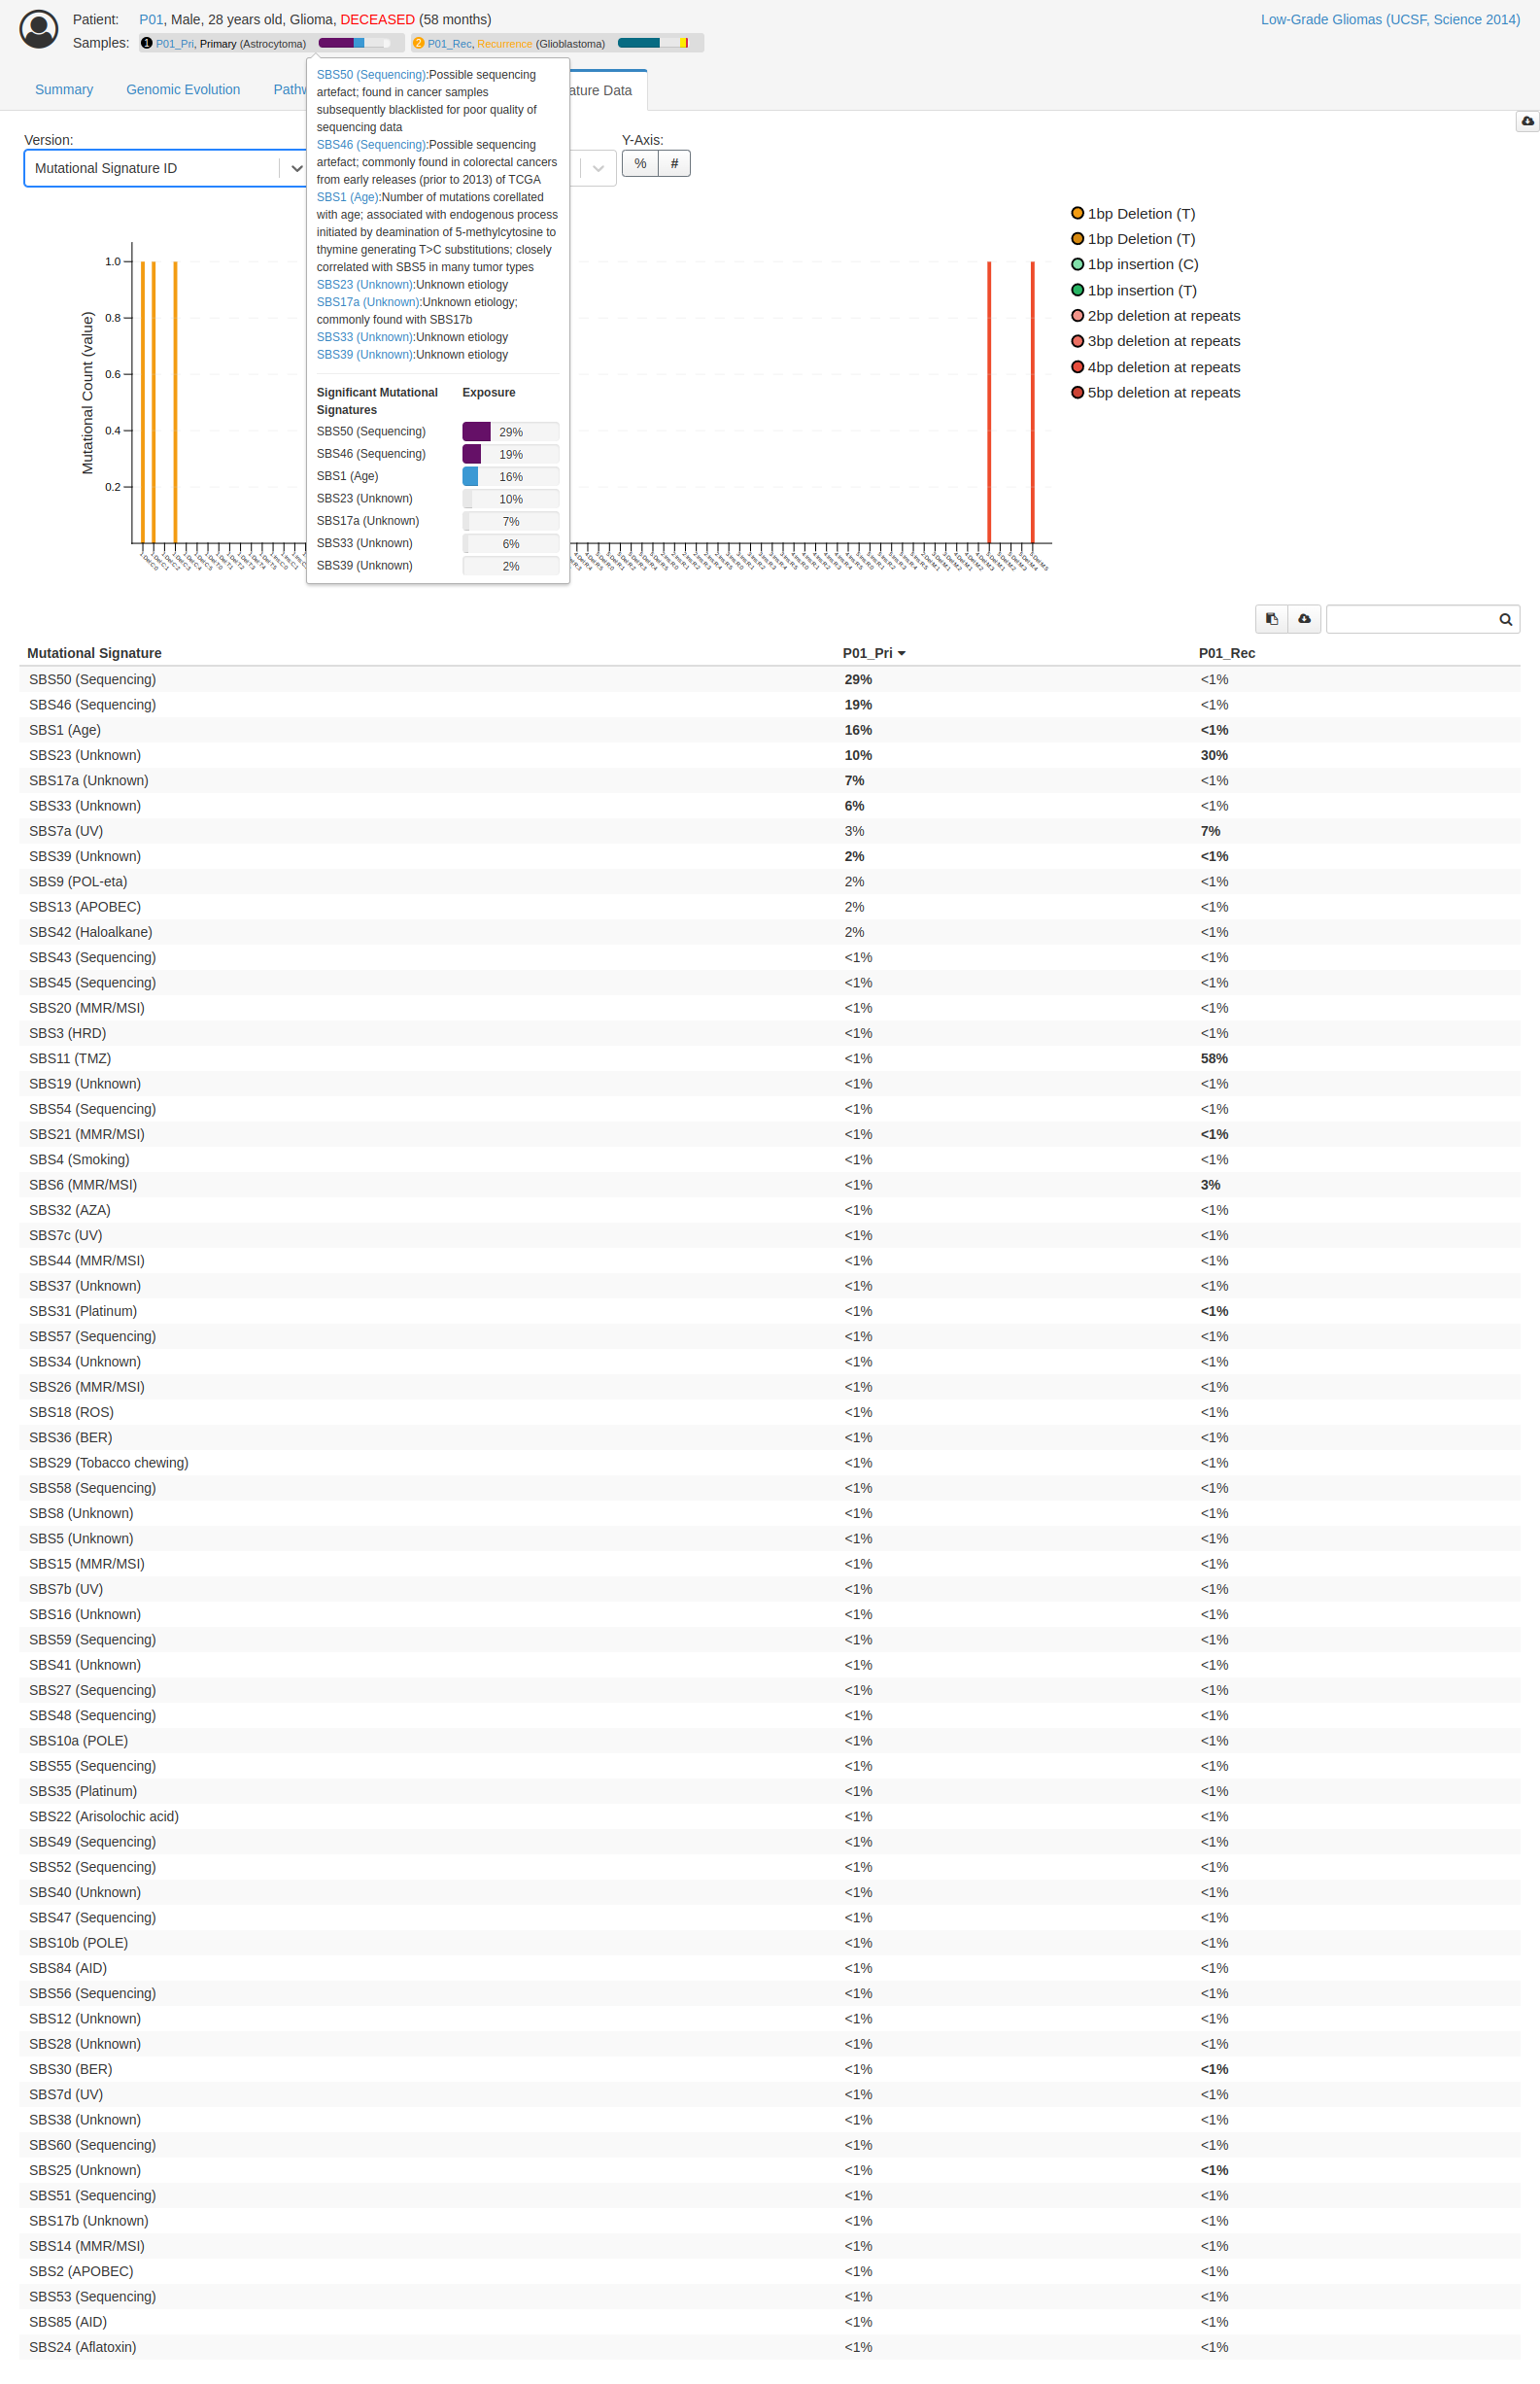 Patient: P01, Male, 28 years old, Glioma, DECEASED (58 months)
Low-Grade Gliomas (UCSF, Science 2014)
Samples: 1 P01_Pri, Primary (Astrocytoma) 2 P01_Rec, Recurrence (Glioblastoma)
Summary Genomic Evolution Pathw ature Data
SBS50 (Sequencing):Possible sequencing
artefact; found in cancer samples
subsequently blacklisted for poor quality of
sequencing data
SBS46 (Sequencing):Possible sequencing
artefact; commonly found in colorectal cancers
from early releases (prior to 2013) of TCGA
SBS1 (Age):Number of mutations corellated
with age; associated with endogenous process
initiated by deamination of 5-methylcytosine to
thymine generating T>C substitutions; closely
correlated with SBS5 in many tumor types
SBS23 (Unknown):Unknown etiology
SBS17a (Unknown):Unknown etiology;
commonly found with SBS17b
SBS33 (Unknown):Unknown etiology
SBS39 (Unknown):Unknown etiology
Significant Mutational
Signatures
Exposure
SBS50 (Sequencing) 29%
SBS46 (Sequencing) 19%
SBS1 (Age) 16%
SBS23 (Unknown) 10%
SBS17a (Unknown) 7%
SBS33 (Unknown) 6%
SBS39 (Unknown) 2%
Version:
Mutational Signature ID
Y-Axis:
% #
Mutational Count (value)
1.0
0.8
0.6
0.4
0.2
1bp Deletion (T)
1bp Deletion (T)
1bp insertion (C)
1bp insertion (T)
2bp deletion at repeats
3bp deletion at repeats
4bp deletion at repeats
5bp deletion at repeats
Mutational Signature P01_Pri P01_Rec
SBS50 (Sequencing) 29% <1%
SBS46 (Sequencing) 19% <1%
SBS1 (Age) 16% <1%
SBS23 (Unknown) 10% 30%
SBS17a (Unknown) 7% <1%
SBS33 (Unknown) 6% <1%
SBS7a (UV) 3% 7%
SBS39 (Unknown) 2% <1%
SBS9 (POL-eta) 2% <1%
SBS13 (APOBEC) 2% <1%
SBS42 (Haloalkane) 2% <1%
SBS43 (Sequencing) <1% <1%
SBS45 (Sequencing) <1% <1%
SBS20 (MMR/MSI) <1% <1%
SBS3 (HRD) <1% <1%
SBS11 (TMZ) <1% 58%
SBS19 (Unknown) <1% <1%
SBS54 (Sequencing) <1% <1%
SBS21 (MMR/MSI) <1% <1%
SBS4 (Smoking) <1% <1%
SBS6 (MMR/MSI) <1% 3%
SBS32 (AZA) <1% <1%
SBS7c (UV) <1% <1%
SBS44 (MMR/MSI) <1% <1%
SBS37 (Unknown) <1% <1%
SBS31 (Platinum) <1% <1%
SBS57 (Sequencing) <1% <1%
SBS34 (Unknown) <1% <1%
SBS26 (MMR/MSI) <1% <1%
SBS18 (ROS) <1% <1%
SBS36 (BER) <1% <1%
SBS29 (Tobacco chewing) <1% <1%
SBS58 (Sequencing) <1% <1%
SBS8 (Unknown) <1% <1%
SBS5 (Unknown) <1% <1%
SBS15 (MMR/MSI) <1% <1%
SBS7b (UV) <1% <1%
SBS16 (Unknown) <1% <1%
SBS59 (Sequencing) <1% <1%
SBS41 (Unknown) <1% <1%
SBS27 (Sequencing) <1% <1%
SBS48 (Sequencing) <1% <1%
SBS10a (POLE) <1% <1%
SBS55 (Sequencing) <1% <1%
SBS35 (Platinum) <1% <1%
SBS22 (Arisolochic acid) <1% <1%
SBS49 (Sequencing) <1% <1%
SBS52 (Sequencing) <1% <1%
SBS40 (Unknown) <1% <1%
SBS47 (Sequencing) <1% <1%
SBS10b (POLE) <1% <1%
SBS84 (AID) <1% <1%
SBS56 (Sequencing) <1% <1%
SBS12 (Unknown) <1% <1%
SBS28 (Unknown) <1% <1%
SBS30 (BER) <1% <1%
SBS7d (UV) <1% <1%
SBS38 (Unknown) <1% <1%
SBS60 (Sequencing) <1% <1%
SBS25 (Unknown) <1% <1%
SBS51 (Sequencing) <1% <1%
SBS17b (Unknown) <1% <1%
SBS14 (MMR/MSI) <1% <1%
SBS2 (APOBEC) <1% <1%
SBS53 (Sequencing) <1% <1%
SBS85 (AID) <1% <1%
SBS24 (Aflatoxin) <1% <1%